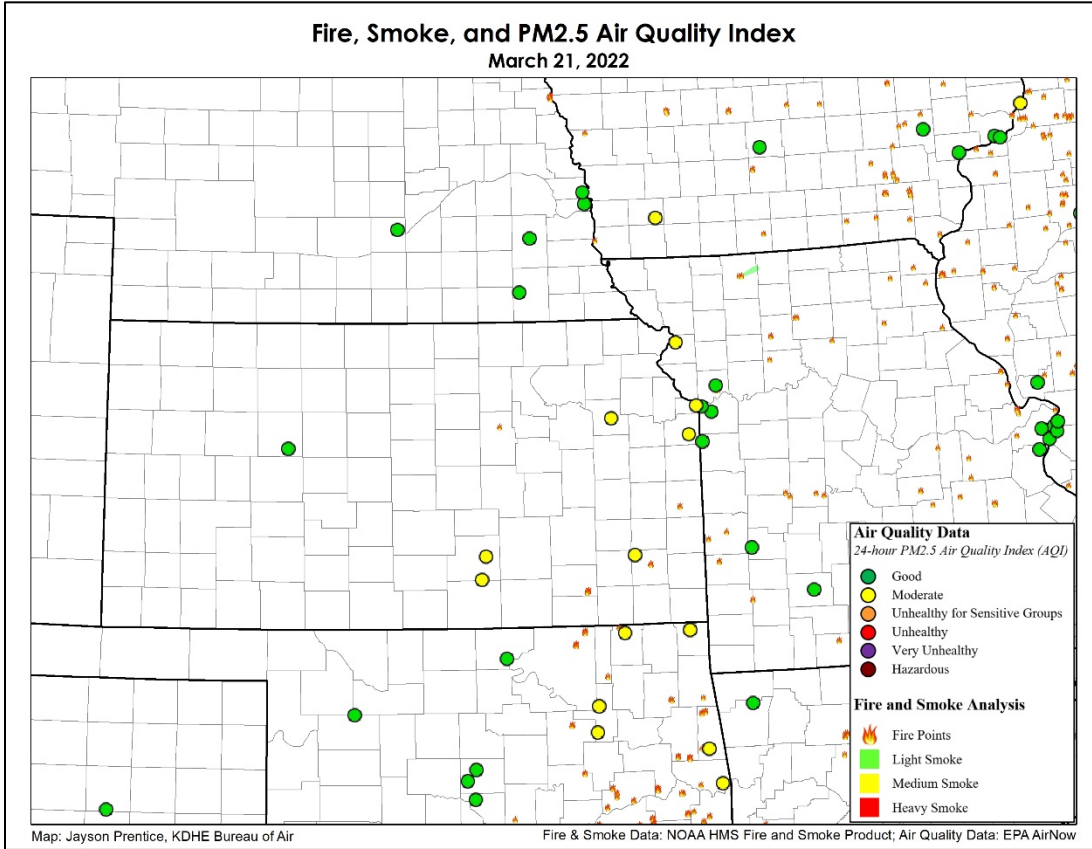 Fire, Smoke, and PM2.5 Air Quality Index
March 21, 2022
Air Quality Data
24-hour PM2.5 Air Quality Index (AQI)
Good
Moderate
Unhealthy for Sensitive Groups
Unhealthy
Very Unhealthy
Hazardous
Fire and Smoke Analysis
Fire Points
Light Smoke
Medium Smoke
Heavy Smoke
Map: Jayson Prentice, KDHE Bureau of Air
Fire & Smoke Data: NOAA HMS Fire and Smoke Product; Air Quality Data: EPA AirNow